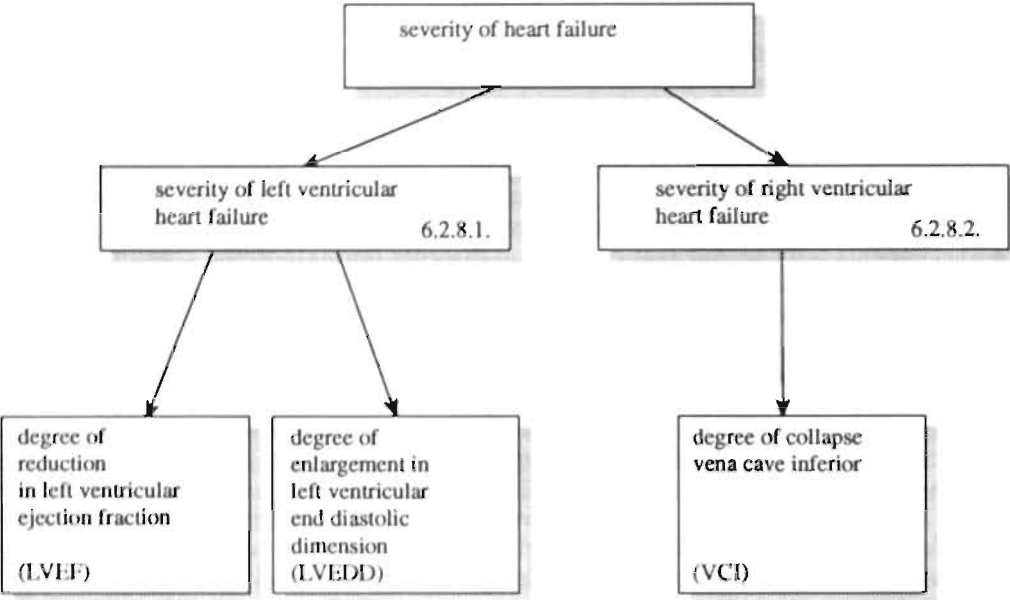 severity of heart failure
severity of left ventricular
heart failure
6.2.8.1.
severity of right ventricular
heart failure
6.2.8.2.
degree of
reduction
in left ventricular
ejection fraction
(LVEF)
degree of
enlargement in
left ventricular
end diastolic
dimension
(LVEDD)
degree of collapse
vena cave inferior
(VCI)